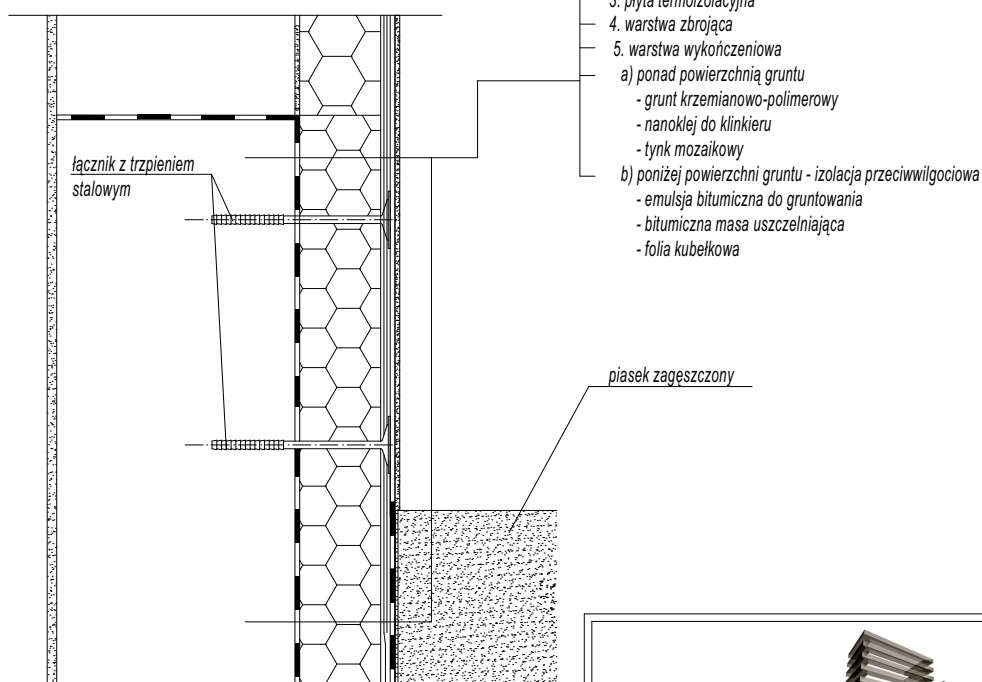 3. płyta termoizolacyjna
4. warstwa zbrojąca
5. warstwa wykończeniowa
a) ponad powierzchnią gruntu
- grunt krzemianowo-polimerowy
- nanoklej do klinkieru
- tynk mozaikowy
b) poniżej powierzchni gruntu - izolacja przeciwwilgociowa
- emulsja bitumiczna do gruntowania
- bitumiczna masa uszczelniająca
- folia kubełkowa
łącznik z trzpieniem
stalowym
piasek zagęszczony